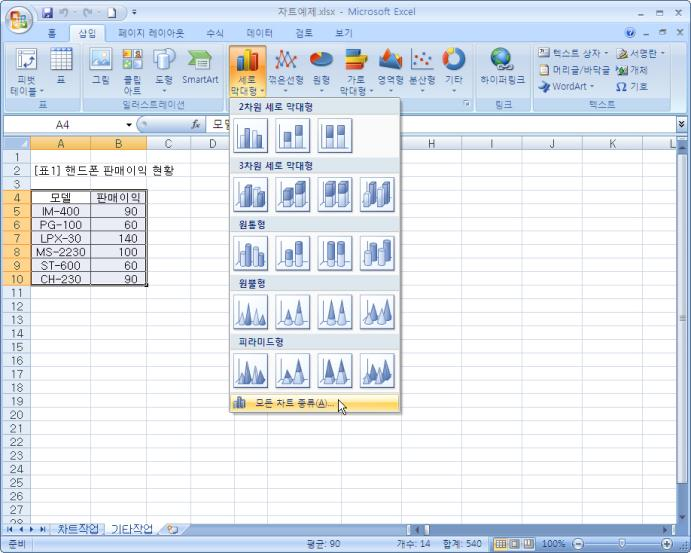 차트예제.xlsx - Microsoft Excel
홈 삽입 페이지 레이아웃 수식 데이터 검토 보기
피벗 테이블 표 그림 클립 아트 도형 SmartArt 세로 막대형 꺾은선형 원형 가로 막대형 영역형 분산형 기타 하이퍼링크 텍스트 상자 서명란
머리글/바닥글 개체
WordArt Ω 기호
표 일러스트레이션 링크 텍스트
A4 fx 모델
A B C D H I J K L
2차원 세로 막대형
3차원 세로 막대형
원통형
원뿔형
피라미드형
모든 차트 종류(A)...
1
2 [표1] 핸드폰 판매이익 현황
3
4 모델 판매이익
5 IM-400 90
6 PG-100 60
7 LPX-30 140
8 MS-2230 100
9 ST-600 60
10 CH-230 90
11
12
13
14
15
16
17
18
19
20
21
22
23
24
25
26
27
28
차트작업 기타작업
준비 평균: 90 개수: 14 합계: 540 100%